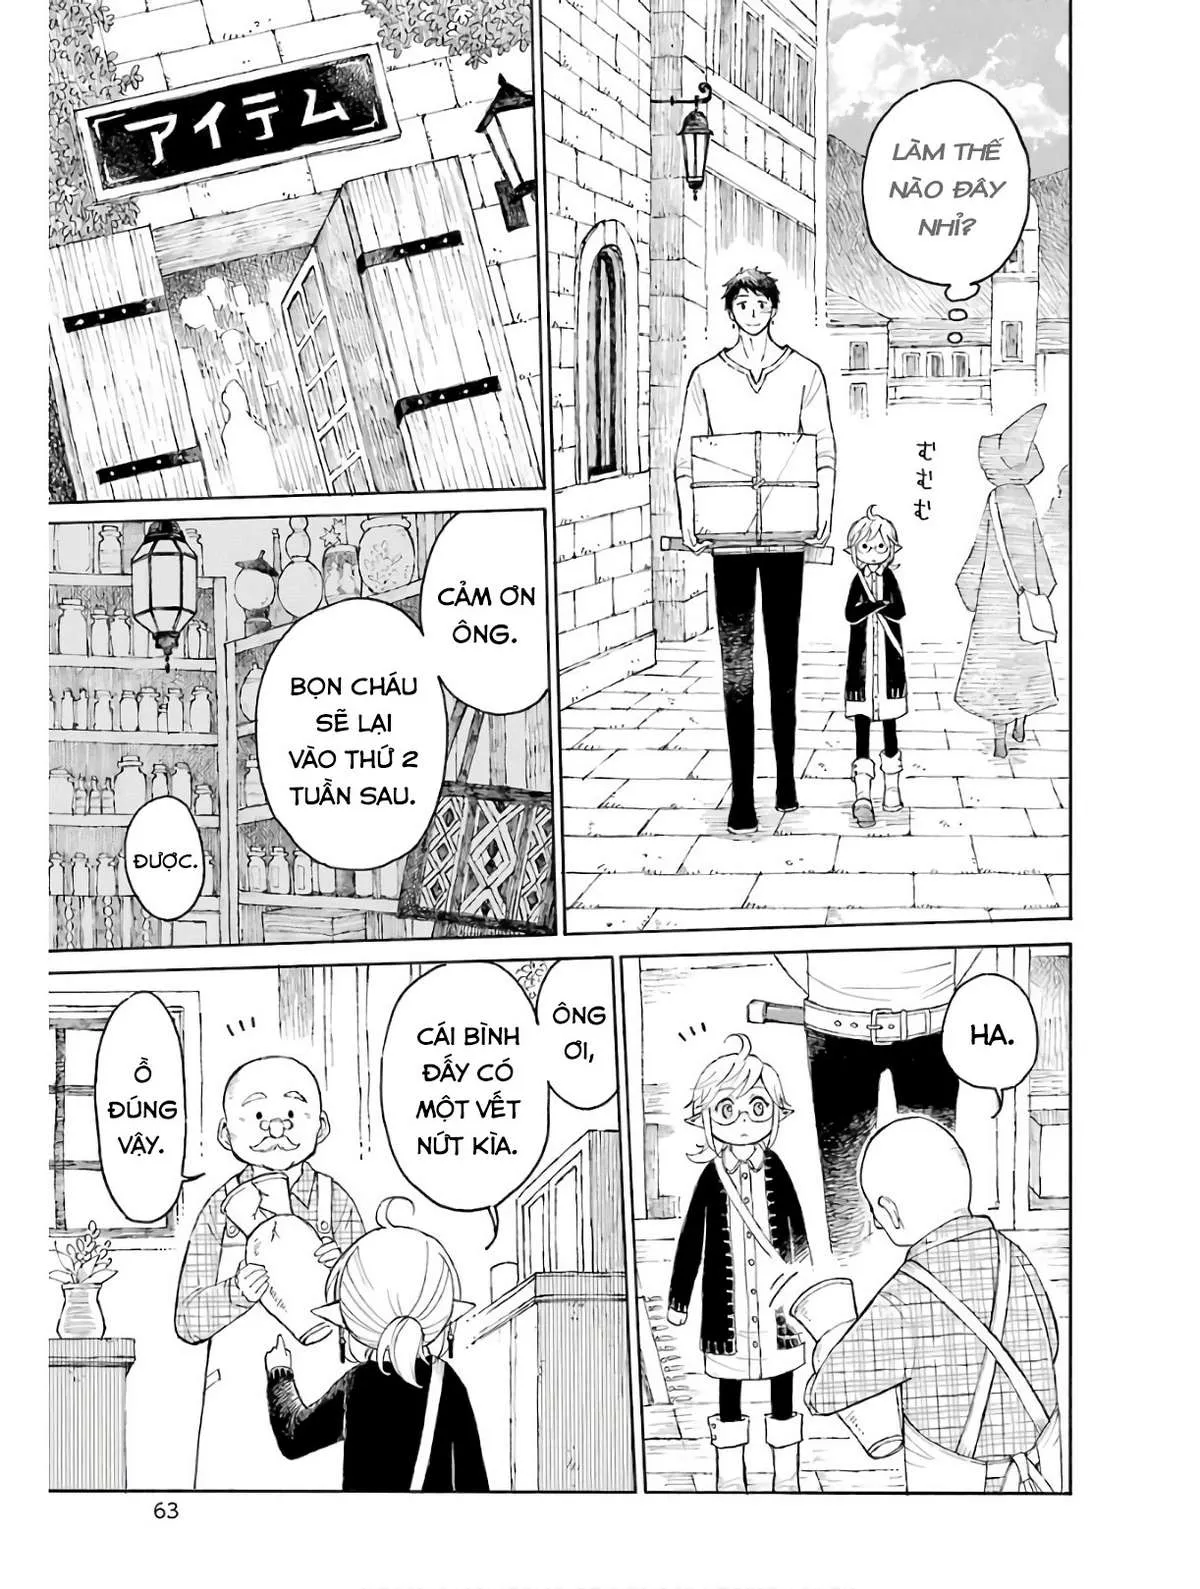 LÀM THẾ
NÀO ĐÂY
NHỈ?
むむむ
「アイテム」
CẢM ƠN
ÔNG.
BỌN CHÁU
SẼ LẠI
VÀO THỨ 2
TUẦN SAU.
ĐƯỢC.
HA.
ÔNG
ƠI,
CÁI BÌNH
ĐẤY CÓ
MỘT VẾT
NỨT KÌA.
Ồ
ĐÚNG
VẬY.
63